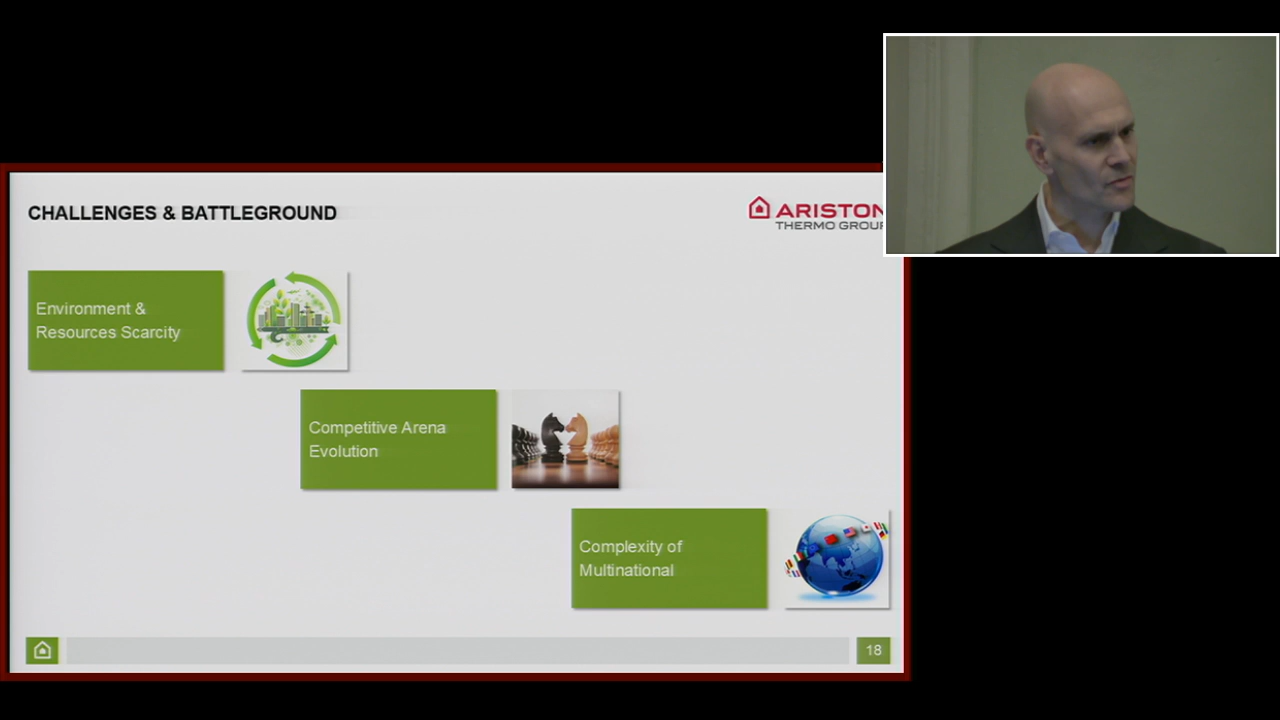 CHALLENGES & BATTLEGROUND
ARISTON
THERMO GROUP
Environment &
Resources Scarcity
Competitive Arena
Evolution
Complexity of
Multinational
18